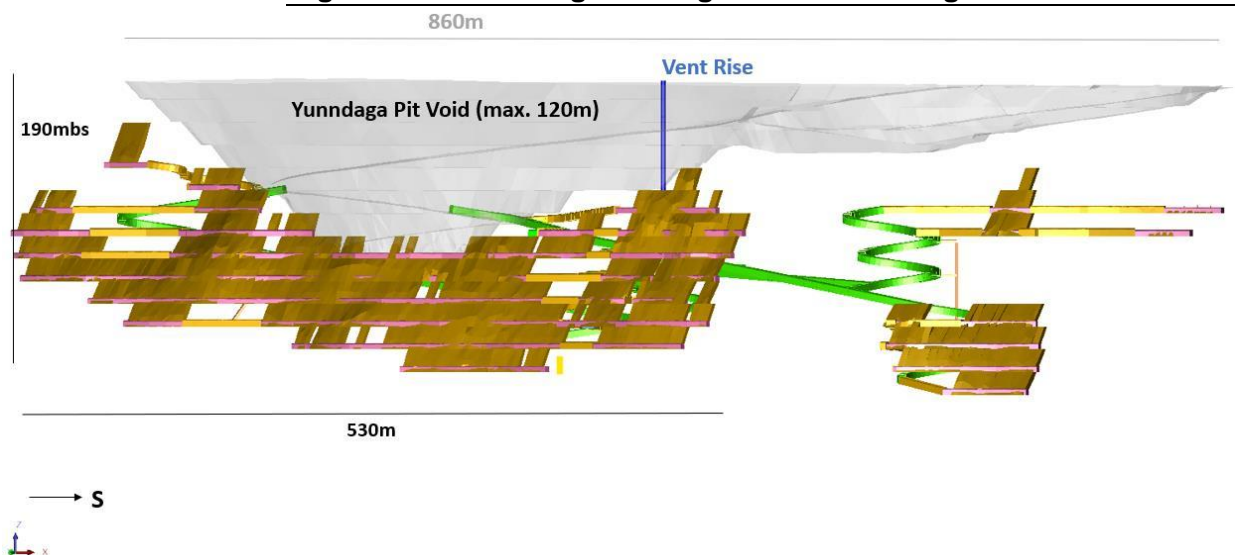 860m
Vent Rise
Yunndaga Pit Void (max. 120m)
190mbs
530m
S
Z
X